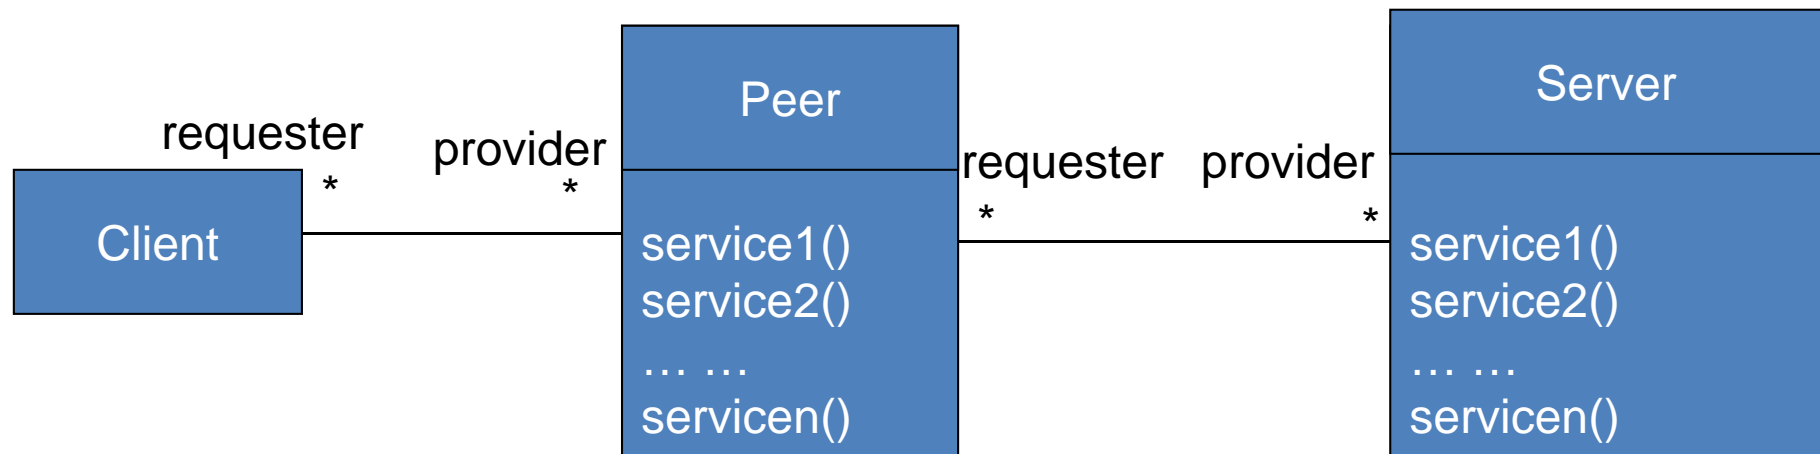 Client
requester
*
provider
*
Peer
service1()
service2()
… …
servicen()
requester
*
provider
*
Server
service1()
service2()
… …
servicen()